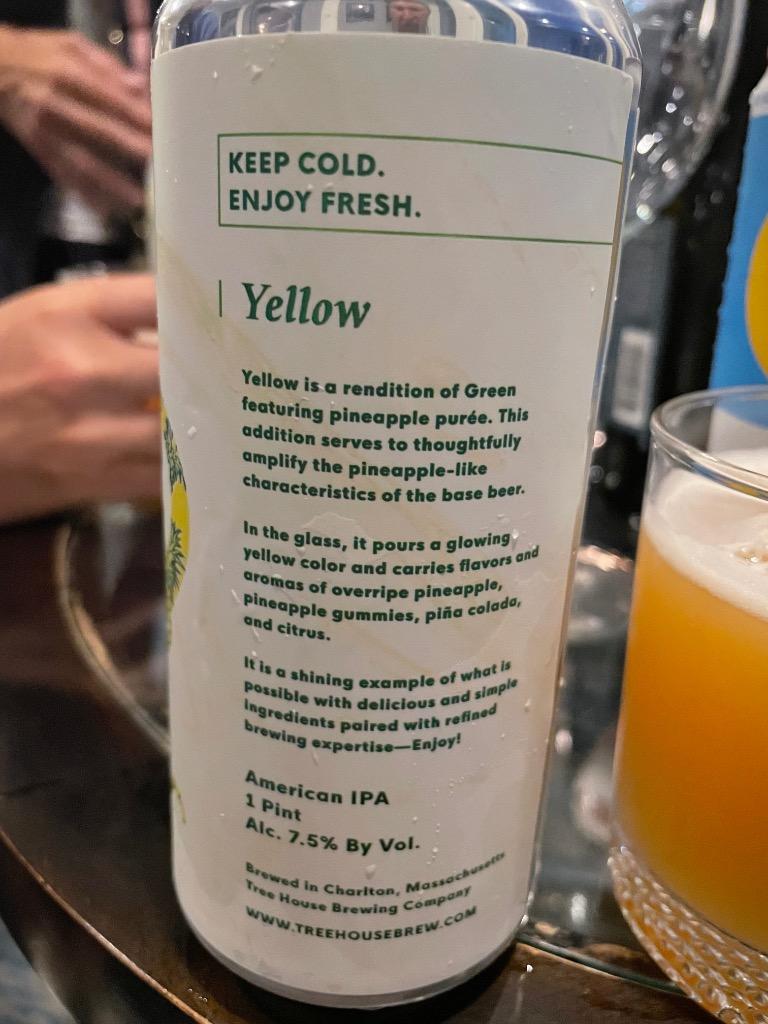 KEEP COLD.
ENJOY FRESH.
Yellow
Yellow is a rendition of Green
featuring pineapple purée. This
addition serves to thoughtfully
amplify the pineapple-like
characteristics of the base beer.
In the glass, it pours a glowing
yellow color and carries flavors and
aromas of overripe pineapple,
pineapple gummies, piña colada,
and citrus.
It is a shining example of what is
possible with delicious and simple
ingredients paired with refined
brewing expertise—Enjoy!
American IPA
1 Pint
Alc. 7.5% By Vol.
Brewed in Charlton, Massachusetts
Tree House Brewing Company
WWW.TREEHOUSEBREW.COM